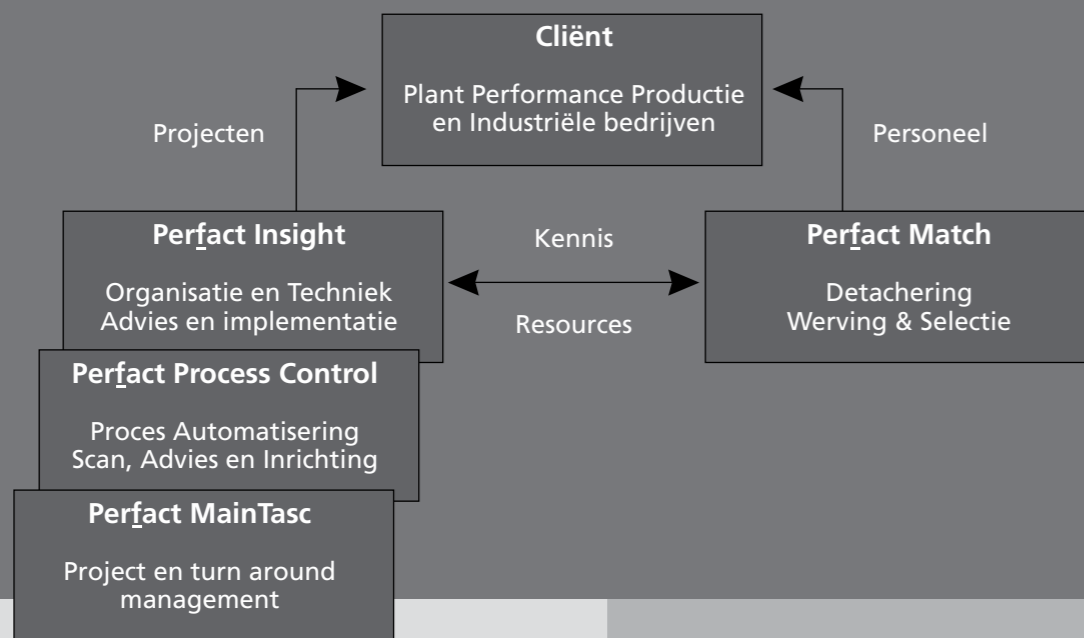 Cliënt
Plant Performance Productie
en Industriële bedrijven
Projecten
Personeel
Perfact Insight
Organisatie en Techniek
Advies en implementatie
Kennis
Resources
Perfact Match
Detachering
Werving & Selectie
Perfact Process Control
Proces Automatisering
Scan, Advies en Inrichting
Perfact MainTasc
Project en turn around
management